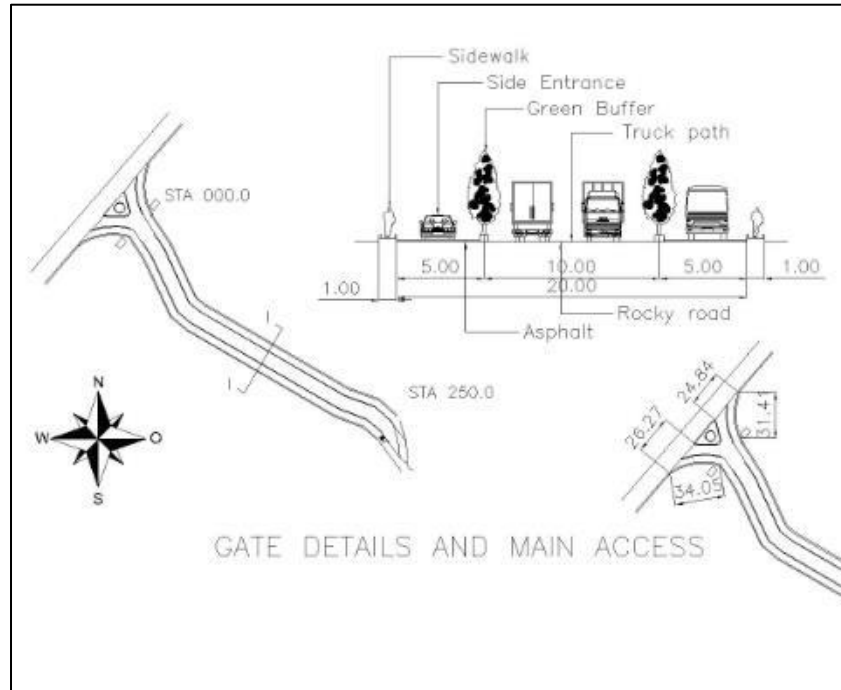 Sidewalk
Side Entrance
Green Buffer
Truck path
STA 000.0
5.00
10.00
5.00
1.00
1.00
20.00
Rocky road
Asphalt
I
I
STA 250.0
N
W
O
S
24.84
26.27
31.41
34.05
GATE DETAILS AND MAIN ACCESS